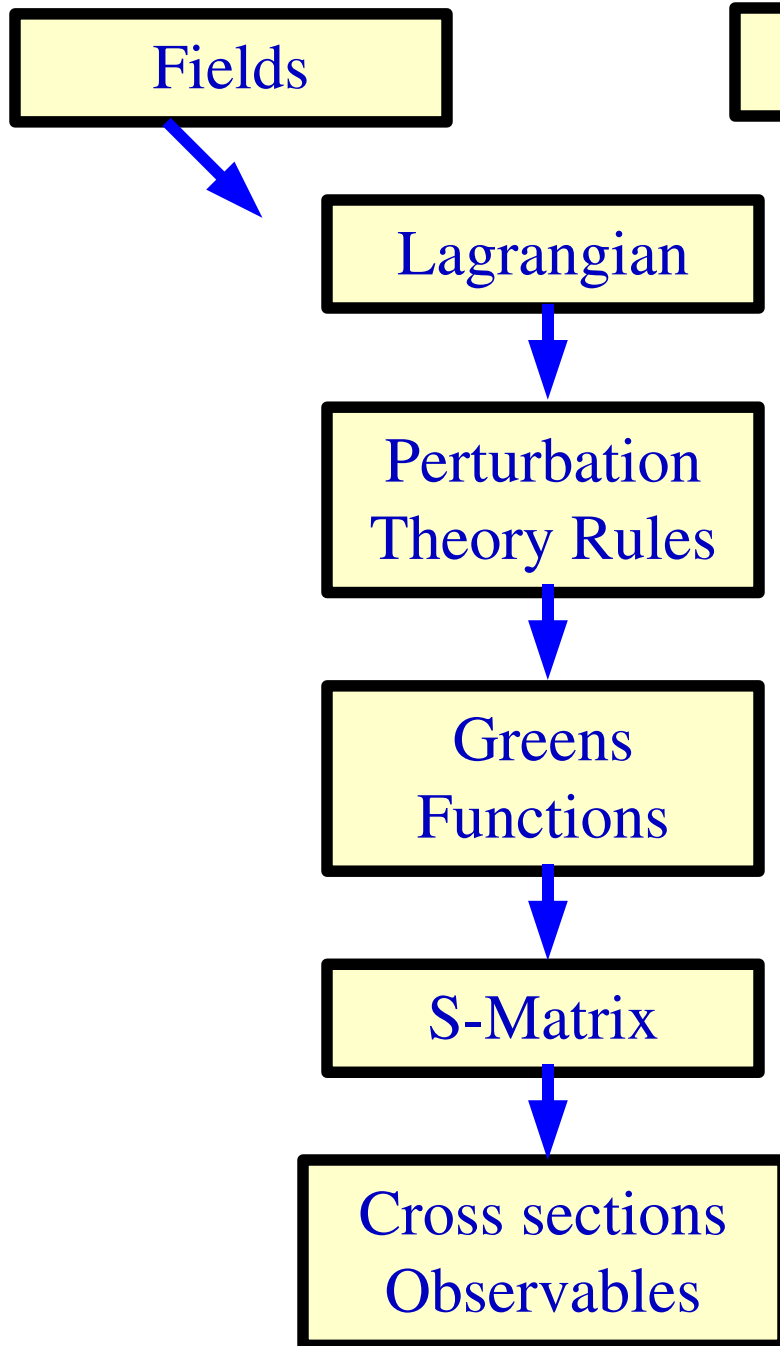 Fields
Lagrangian
Perturbation
Theory Rules
Greens
Functions
S-Matrix
Cross sections
Observables